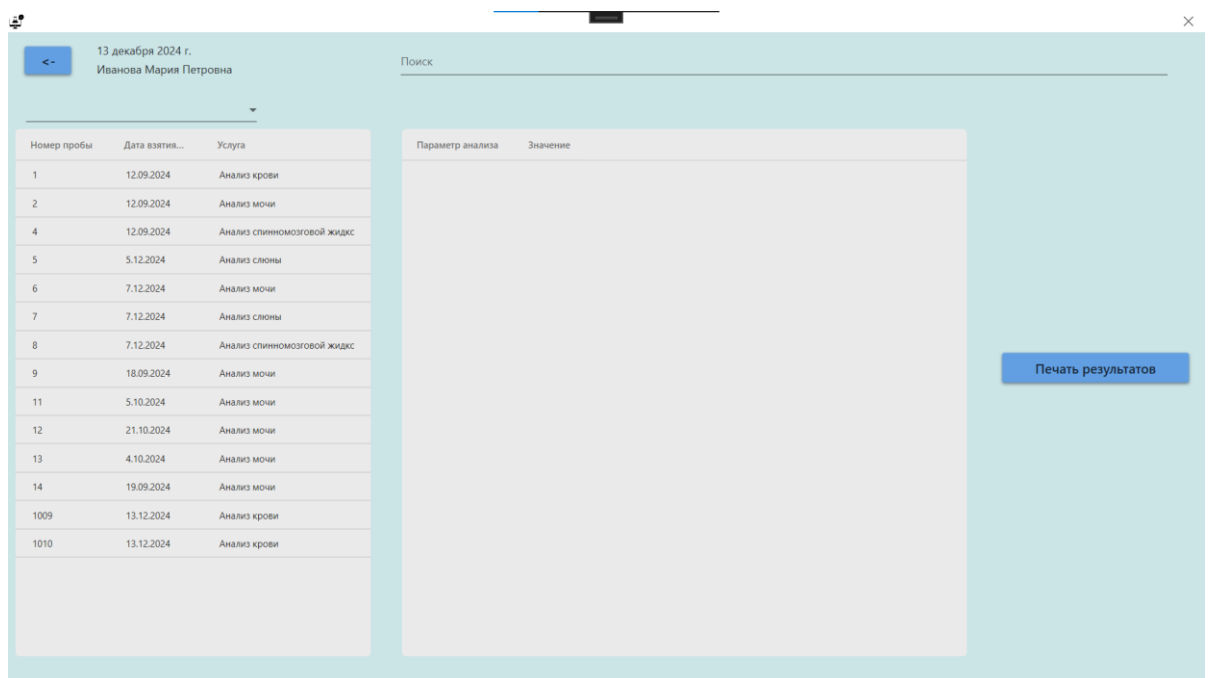 13 декабря 2024 г.
<-
Иванова Мария Петровна
Поиск
Номер пробы Дата взятия... Услуга
1 12.09.2024 Анализ крови
2 12.09.2024 Анализ мочи
4 12.09.2024 Анализ спинномозговой жидкс
5 5.12.2024 Анализ слюны
6 7.12.2024 Анализ мочи
7 7.12.2024 Анализ слюны
8 7.12.2024 Анализ спинномозговой жидкс
9 18.09.2024 Анализ мочи
11 5.10.2024 Анализ мочи
12 21.10.2024 Анализ мочи
13 4.10.2024 Анализ мочи
14 19.09.2024 Анализ мочи
1009 13.12.2024 Анализ крови
1010 13.12.2024 Анализ крови
Параметр анализа Значение
Печать результатов